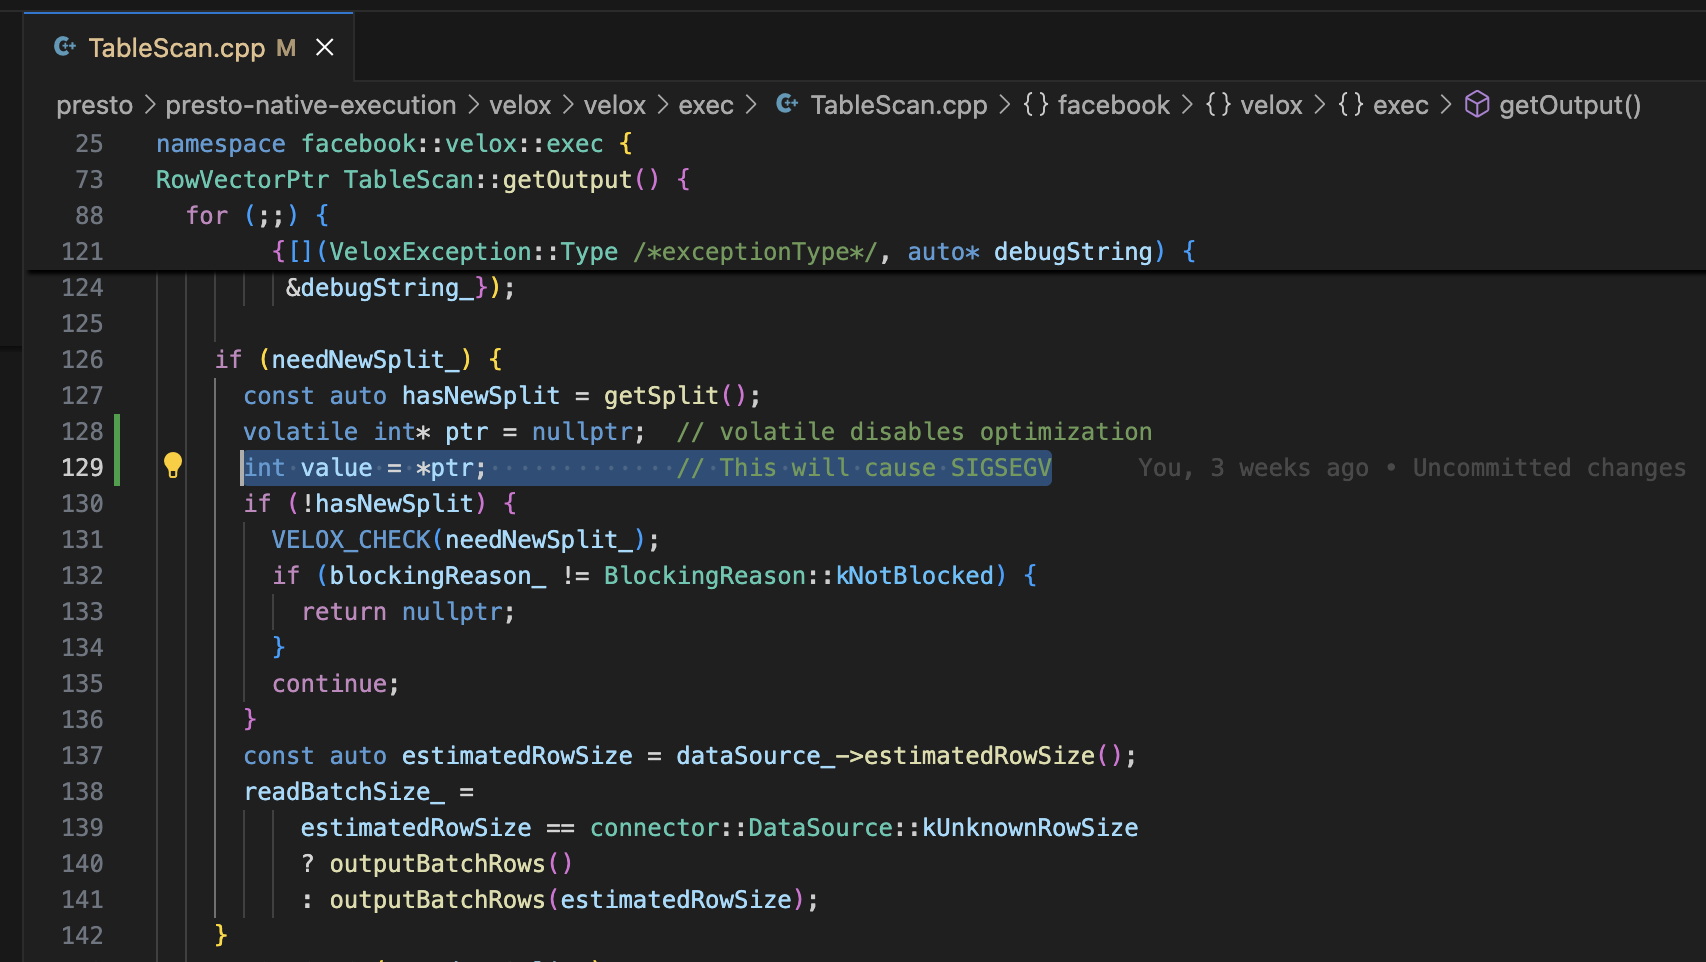 TableScan.cpp M
presto > presto-native-execution > velox > velox > exec > TableScan.cpp > {} facebook > {} velox > {} exec > getOutput()
25 namespace facebook::velox::exec {
73 RowVectorPtr TableScan::getOutput() {
88 for (;;) {
121 {[](VeloxException::Type /*exceptionType*/, auto* debugString) {
124 &debugString_});
125
126 if (needNewSplit_) {
127 const auto hasNewSplit = getSplit();
128 volatile int* ptr = nullptr;  // volatile disables optimization
129 int value = *ptr;             // This will cause SIGSEGV You, 3 weeks ago • Uncommitted changes
130 if (!hasNewSplit) {
131 VELOX_CHECK(needNewSplit_);
132 if (blockingReason_ != BlockingReason::kNotBlocked) {
133 return nullptr;
134 }
135 continue;
136 }
137 const auto estimatedRowSize = dataSource_->estimatedRowSize();
138 readBatchSize_ =
139 estimatedRowSize == connector::DataSource::kUnknownRowSize
140 ? outputBatchRows()
141 : outputBatchRows(estimatedRowSize);
142 }